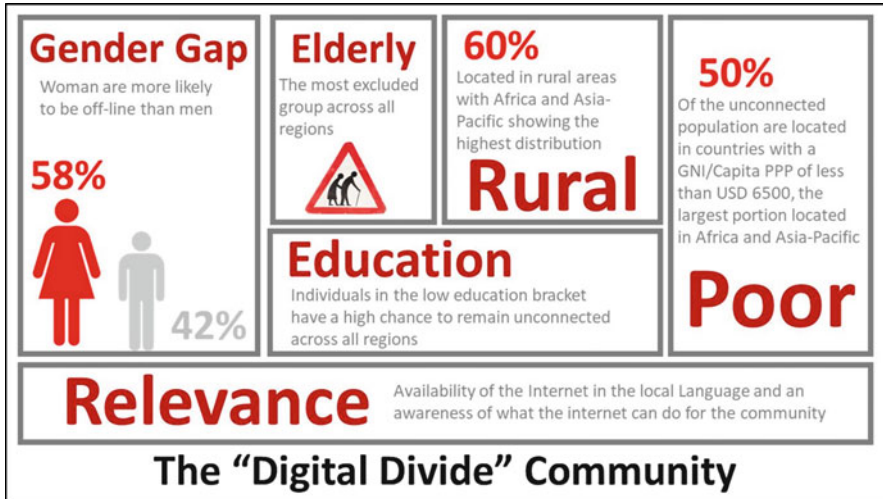 Gender Gap
Woman are more likely
to be off-line than men
58%
42%
Elderly
The most excluded
group across all
regions
60%
Located in rural areas
with Africa and Asia-
Pacific showing the
highest distribution
Rural
50%
Of the unconnected
population are located
in countries with a
GNI/Capita PPP of less
than USD 6500, the
largest portion located
in Africa and Asia-Pacific
Poor
Education
Individuals in the low education bracket
have a high chance to remain unconnected
across all regions
Relevance
Availability of the Internet in the local Language and an
awareness of what the internet can do for the community
The “Digital Divide” Community